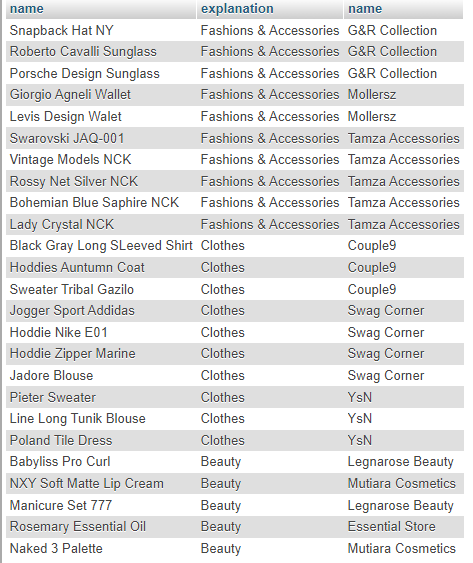 name explanation name
Snapback Hat NY Fashions & Accessories G&R Collection
Roberto Cavalli Sunglass Fashions & Accessories G&R Collection
Porsche Design Sunglass Fashions & Accessories G&R Collection
Giorgio Agneli Wallet Fashions & Accessories Mollersz
Levis Design Walet Fashions & Accessories Mollersz
Swarovski JAQ-001 Fashions & Accessories Tamza Accessories
Vintage Models NCK Fashions & Accessories Tamza Accessories
Rossy Net Silver NCK Fashions & Accessories Tamza Accessories
Bohemian Blue Saphire NCK Fashions & Accessories Tamza Accessories
Lady Crystal NCK Fashions & Accessories Tamza Accessories
Black Gray Long SLeeved Shirt Clothes Couple9
Hoddies Auntumn Coat Clothes Couple9
Sweater Tribal Gazilo Clothes Couple9
Jogger Sport Addidas Clothes Swag Corner
Hoddie Nike E01 Clothes Swag Corner
Hoddie Zipper Marine Clothes Swag Corner
Jadore Blouse Clothes Swag Corner
Pieter Sweater Clothes YsN
Line Long Tunik Blouse Clothes YsN
Poland Tile Dress Clothes YsN
Babyliss Pro Curl Beauty Legnarose Beauty
NXY Soft Matte Lip Cream Beauty Mutiara Cosmetics
Manicure Set 777 Beauty Legnarose Beauty
Rosemary Essential Oil Beauty Essential Store
Naked 3 Palette Beauty Mutiara Cosmetics